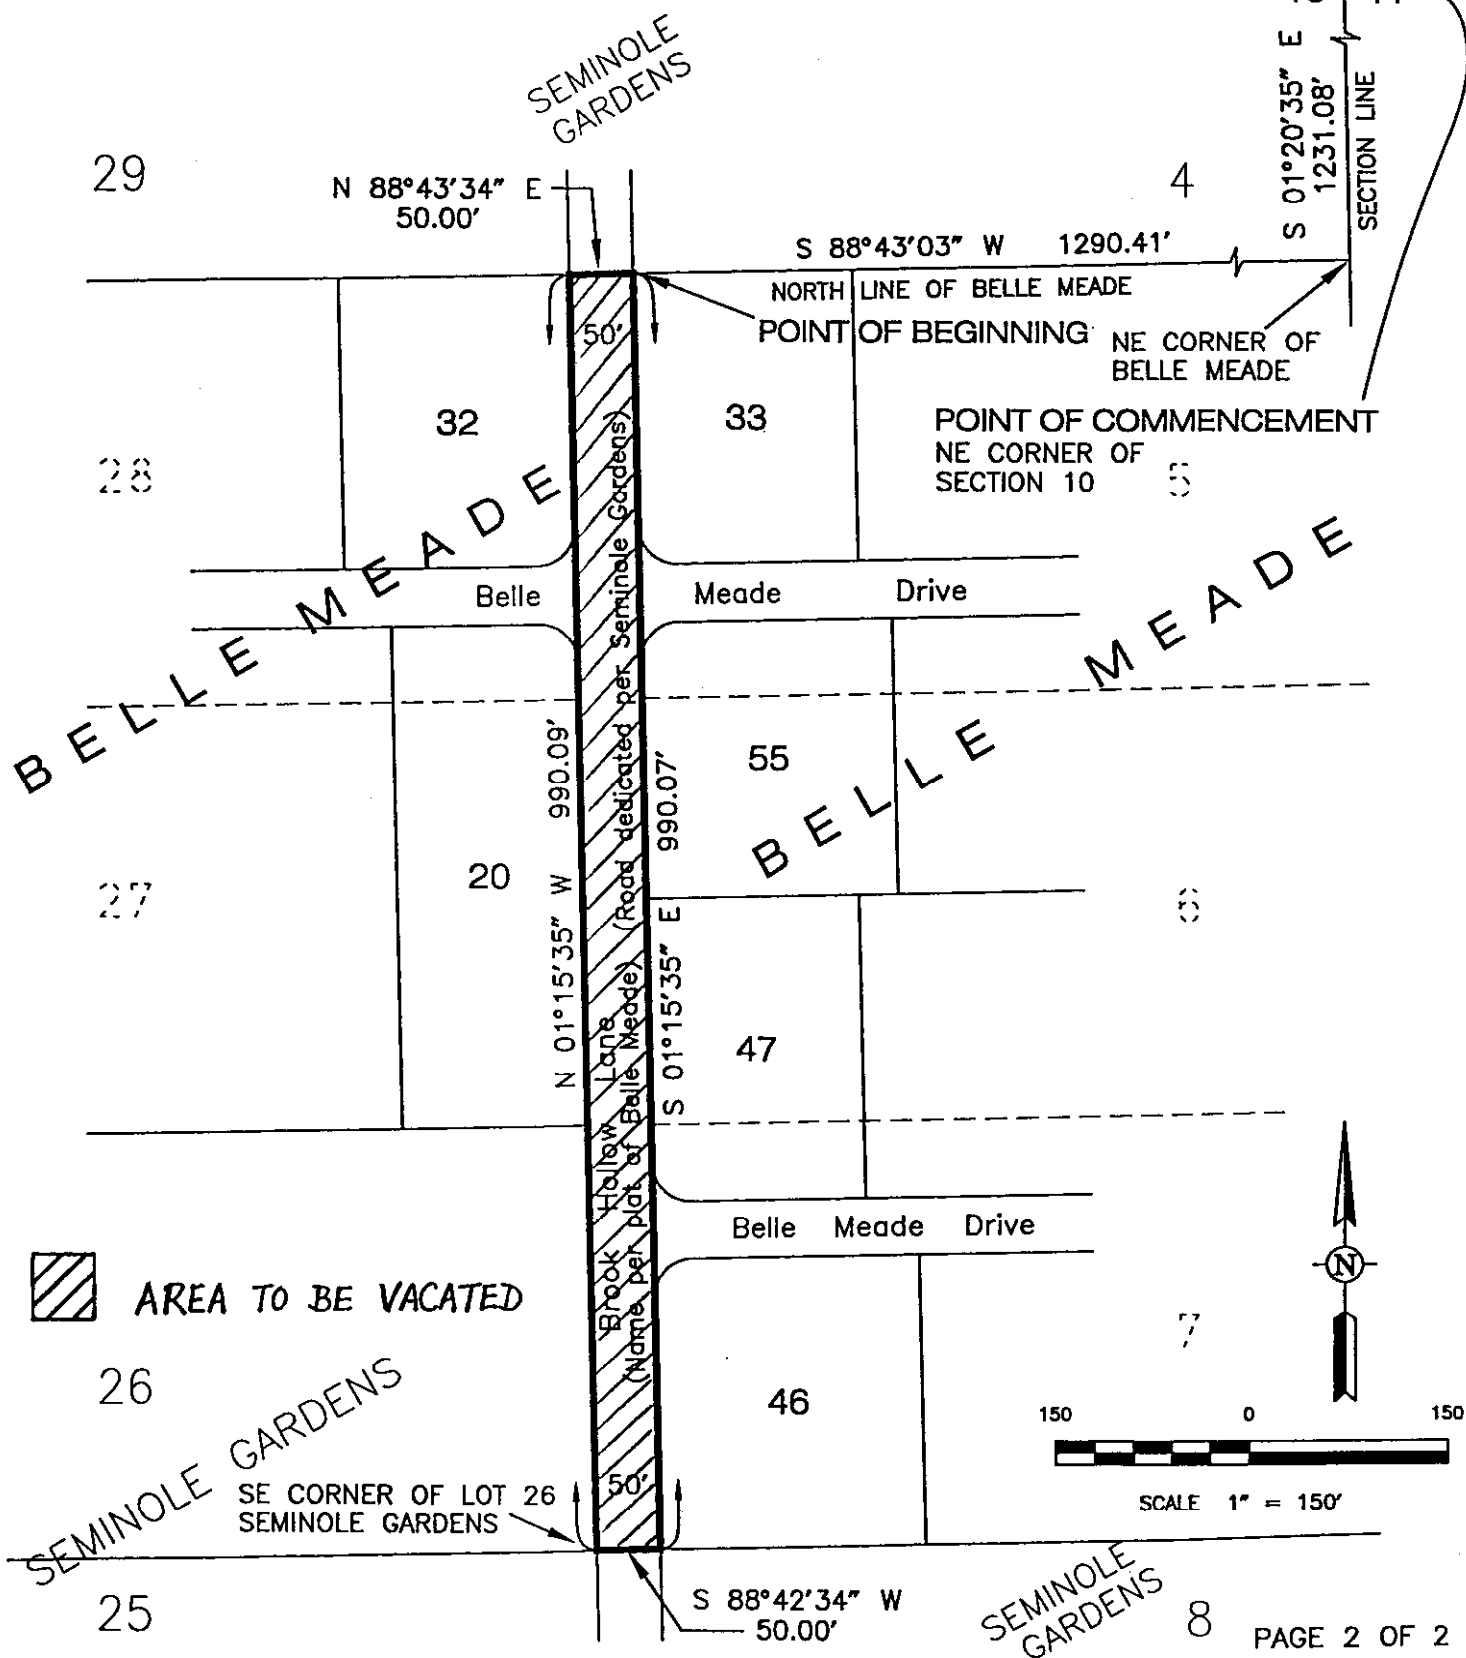 SEMINOLE
GARDENS
S 01°20'35" E
1231.08'
SECTION LINE
29
N 88°43'34" E
50.00'
4
S 88°43'03" W 1290.41'
NORTH LINE OF BELLE MEADE
50'
POINT OF BEGINNING
NE CORNER OF
BELLE MEADE
32
33
POINT OF COMMENCEMENT
NE CORNER OF
SECTION 10
28
5
BELLE MEADE
BELLE MEADE
Belle Meade Drive
(Road dedicated per Seminole Gardens)
N 01°15'35" W 990.09'
S 01°15'35" E 990.07'
55
20
27
6
Brook Hollow Lane
(Name per plat of Belle Meade)
47
Belle Meade Drive
N
AREA TO BE VACATED
7
26
46
SEMINOLE GARDENS
150 0 150
SCALE 1" = 150'
50'
SE CORNER OF LOT 26
SEMINOLE GARDENS
S 88°42'34" W
50.00'
SEMINOLE
GARDENS
25
8
PAGE 2 OF 2